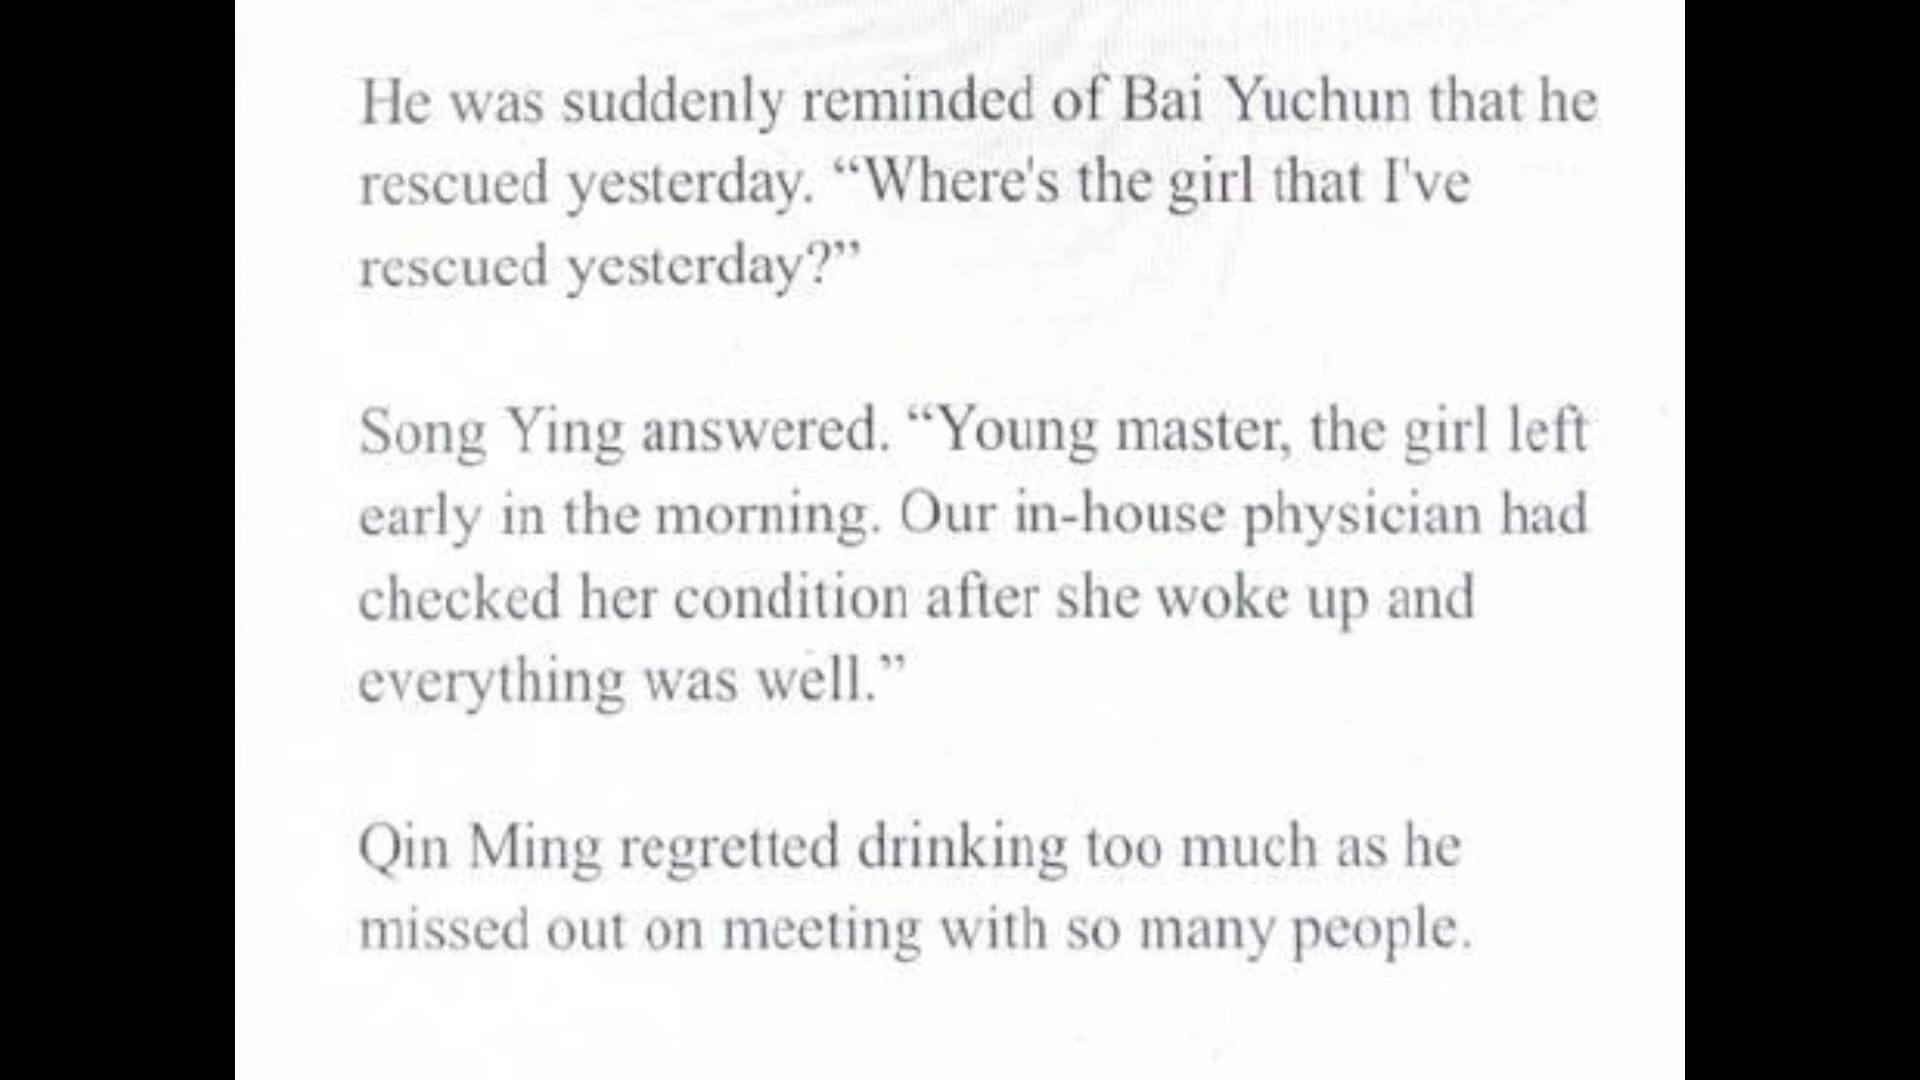 He was suddenly reminded of Bai Yuchun that he
rescued yesterday. “Where's the girl that I've
rescued yesterday?”
Song Ying answered. “Young master, the girl left
early in the morning. Our in-house physician had
checked her condition after she woke up and
everything was well.”
Qin Ming regretted drinking too much as he
missed out on meeting with so many people.